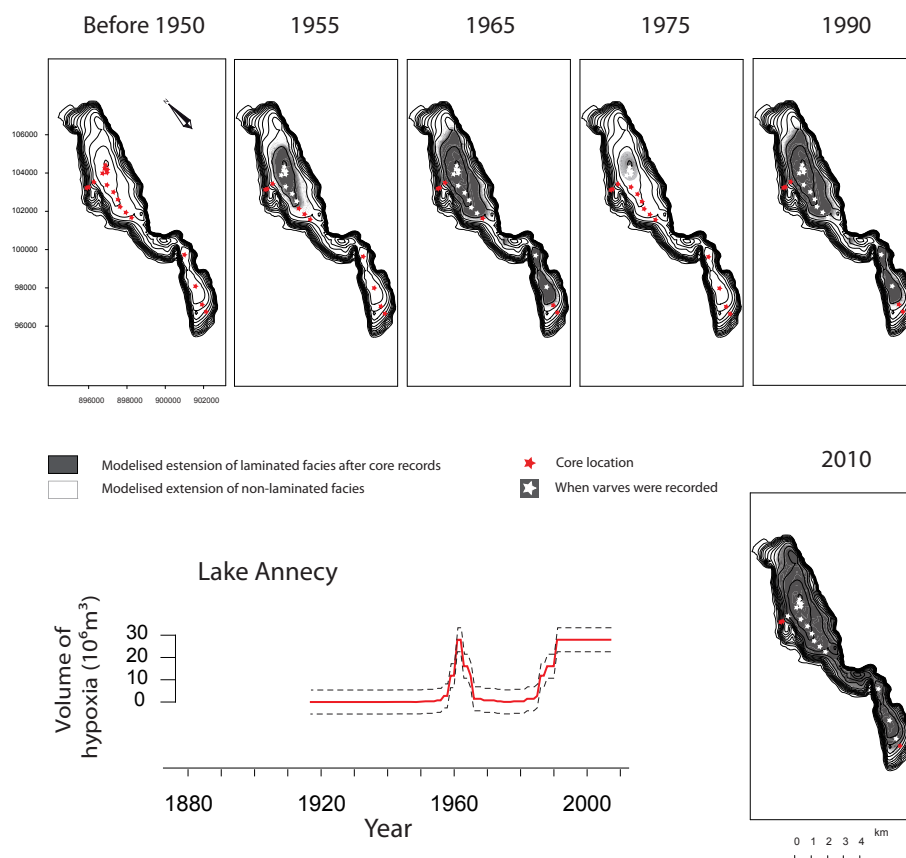 Before 1950 1955 1965 1975 1990
106000
104000
102000
100000
98000
96000
896000 898000 900000 902000
Modelised estension of laminated facies after core records
Modelised extension of non-laminated facies
Core location
When varves were recorded
2010
Lake Annecy
Volume of hypoxia (10⁶m³)
30
20
10
0
1880 1920 1960 2000
Year
km
0 1 2 3 4